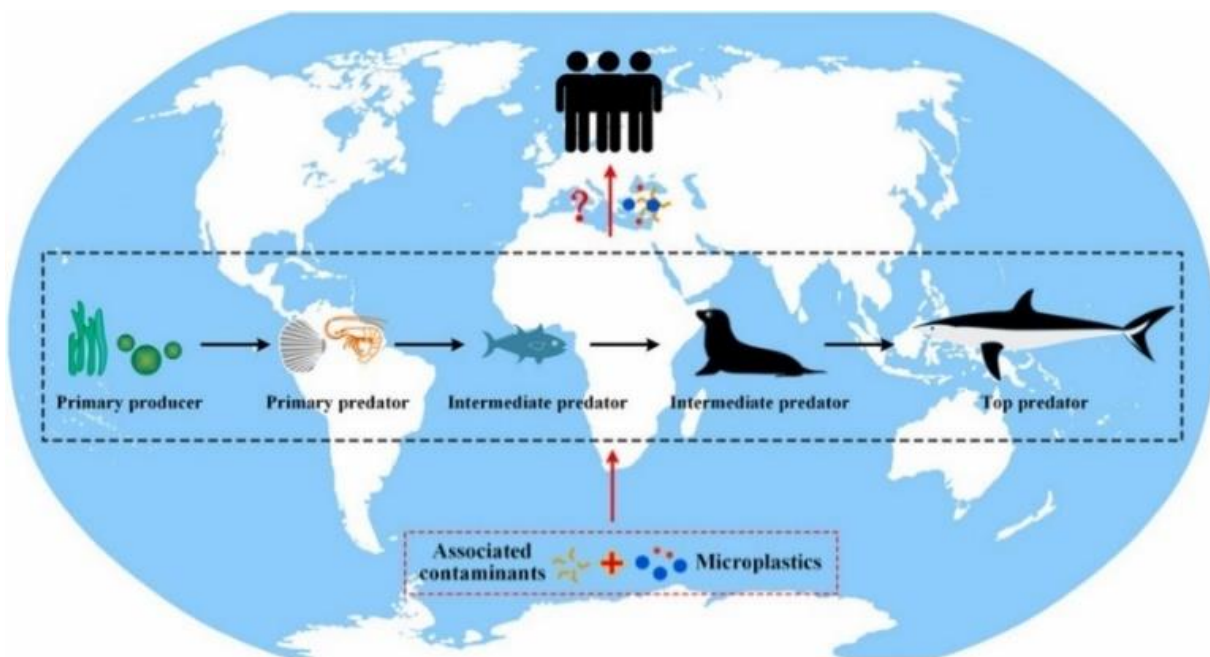 ?
Primary producer
Primary predator
Intermediate predator
Intermediate predator
Top predator
Associated
contaminants
+
Microplastics